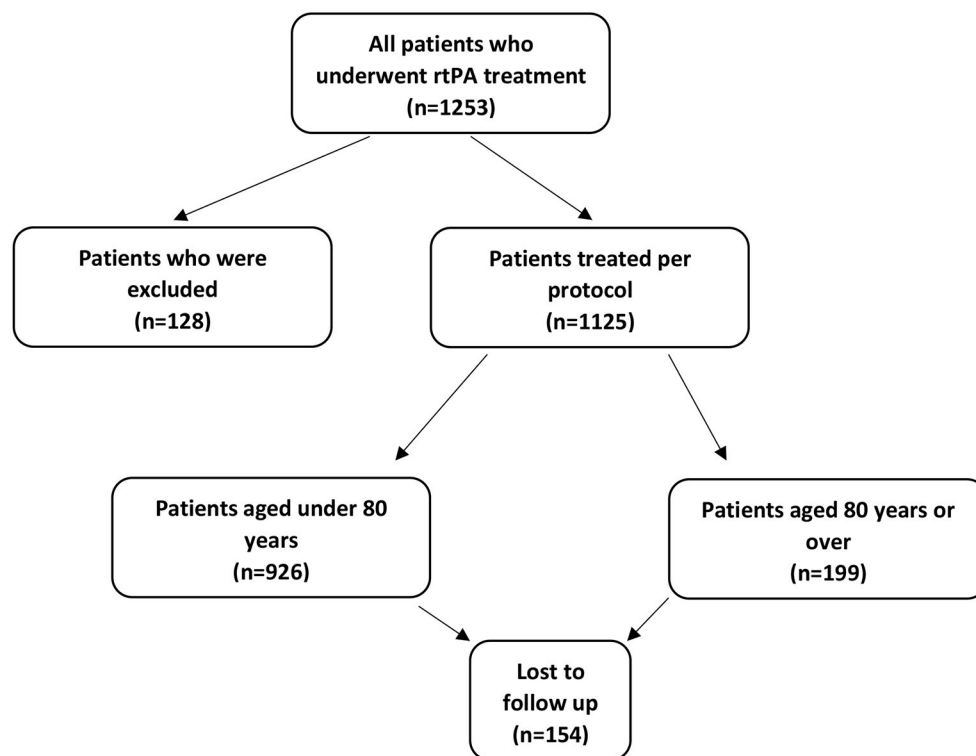 All patients who
underwent rtPA treatment
(n=1253)
Patients who were
excluded
(n=128)
Patients treated per
protocol
(n=1125)
Patients aged under 80
years
(n=926)
Patients aged 80 years or
over
(n=199)
Lost to
follow up
(n=154)